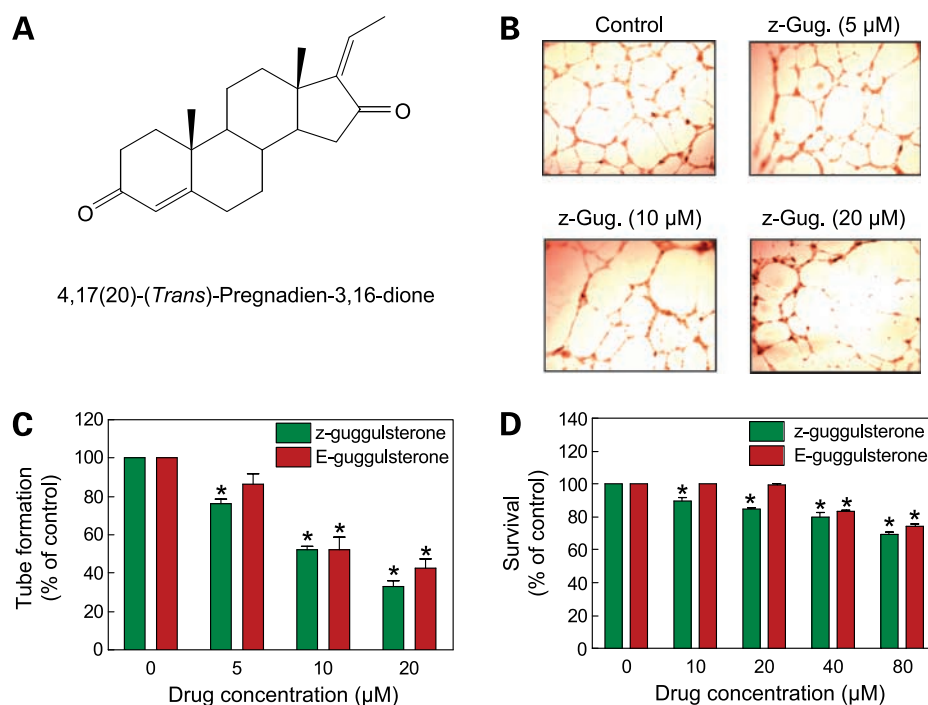 A
O
O
4,17(20)-(Trans)-Pregnadien-3,16-dione
B
Control
z-Gug. (5 µM)
z-Gug. (10 µM)
z-Gug. (20 µM)
C
120
100
80
60
40
20
0
Tube formation
(% of control)
z-guggulsterone
E-guggulsterone
*
*
*
*
*
0 5 10 20
Drug concentration (µM)
D
140
120
100
80
60
40
20
0
Survival
(% of control)
z-guggulsterone
E-guggulsterone
*
*
*
*
*
*
0 10 20 40 80
Drug concentration (µM)